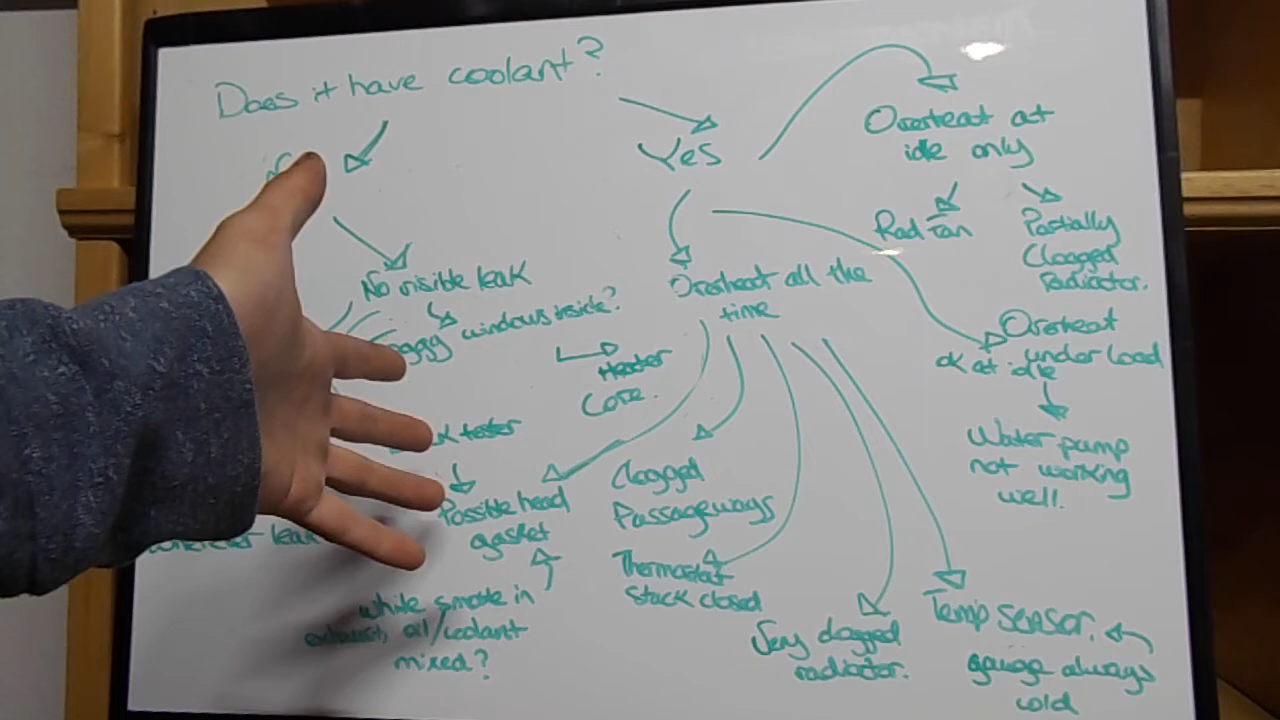 Does it have coolant?
Yes
Overheat at
idle only
Rad Fan
Partially
Clogged
radiator.
No visible leak
windows inside?
Heater
Core.
Overheat all the
time
Overheat
under load
ok at idle
Water pump
not working
well.
tester
Possible head
gasket
white smoke in
exhaust, oil/coolant
mixed?
Clogged
Passageways
Thermostat
stuck closed
Very clogged
radiator.
Temp sensor.
gauge always
cold